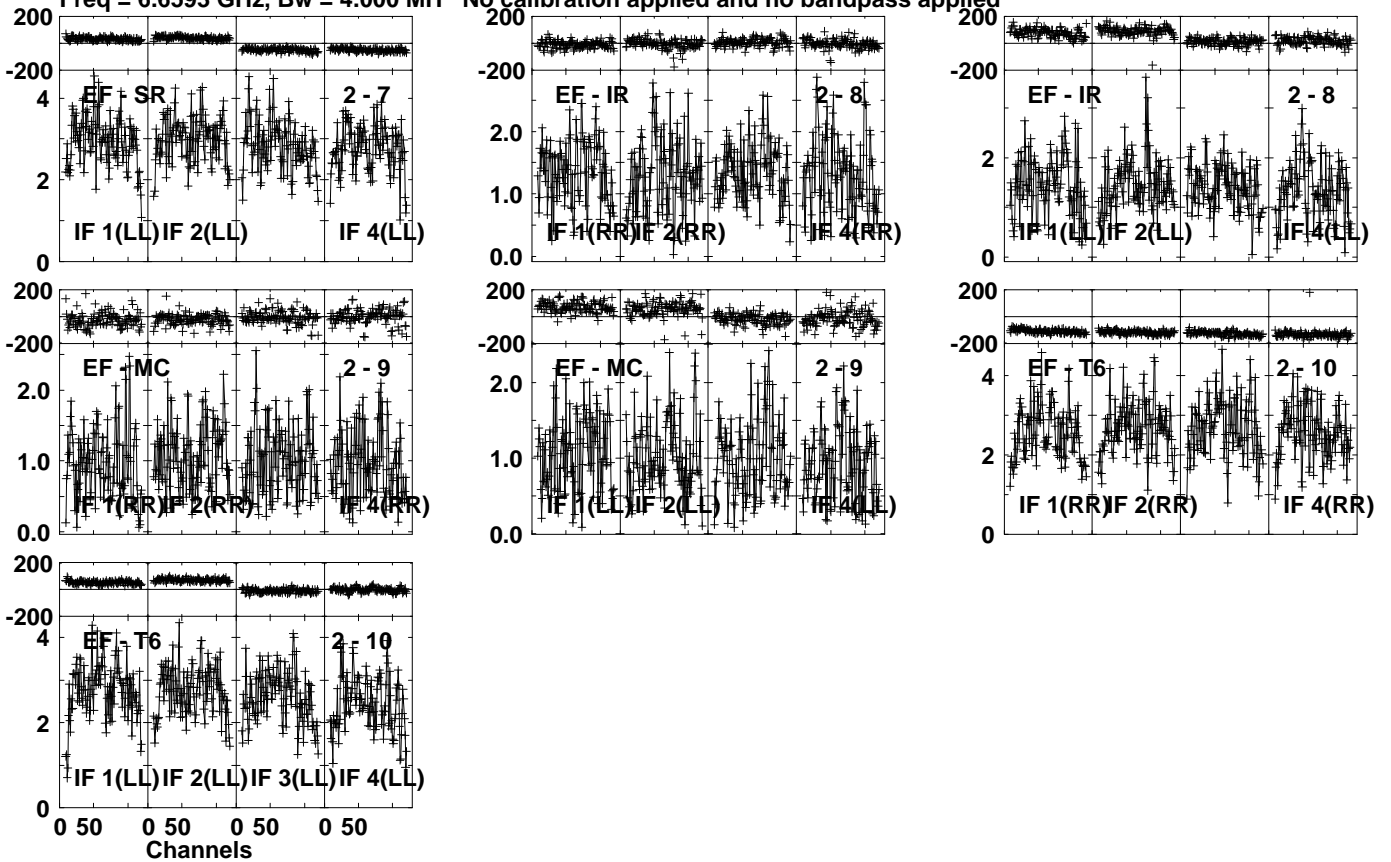 Freq = 6.6593 GHz, Bw = 4.000 MH No calibration applied and no bandpass applied
200
-200
EF - SR 2 - 7
4
2
0
IF 1(LL) IF 2(LL) IF 4(LL)
200
-200
EF - IR 2 - 8
2.0
1.0
0.0
IF 1(RR) IF 2(RR) IF 4(RR)
200
-200
EF - IR 2 - 8
2
0
IF 1(LL) IF 2(LL) IF 4(LL)
200
-200
EF - MC 2 - 9
2.0
1.0
0.0
IF 1(RR) IF 2(RR) IF 4(RR)
200
-200
EF - MC 2 - 9
2.0
1.0
0.0
IF 1(LL) IF 2(LL) IF 4(LL)
200
-200
EF - T6 2 - 10
4
2
0
IF 1(RR) IF 2(RR) IF 4(RR)
200
-200
EF - T6 2 - 10
4
2
0
IF 1(LL) IF 2(LL) IF 3(LL) IF 4(LL)
0 50 0 50 0 50 0 50
Channels